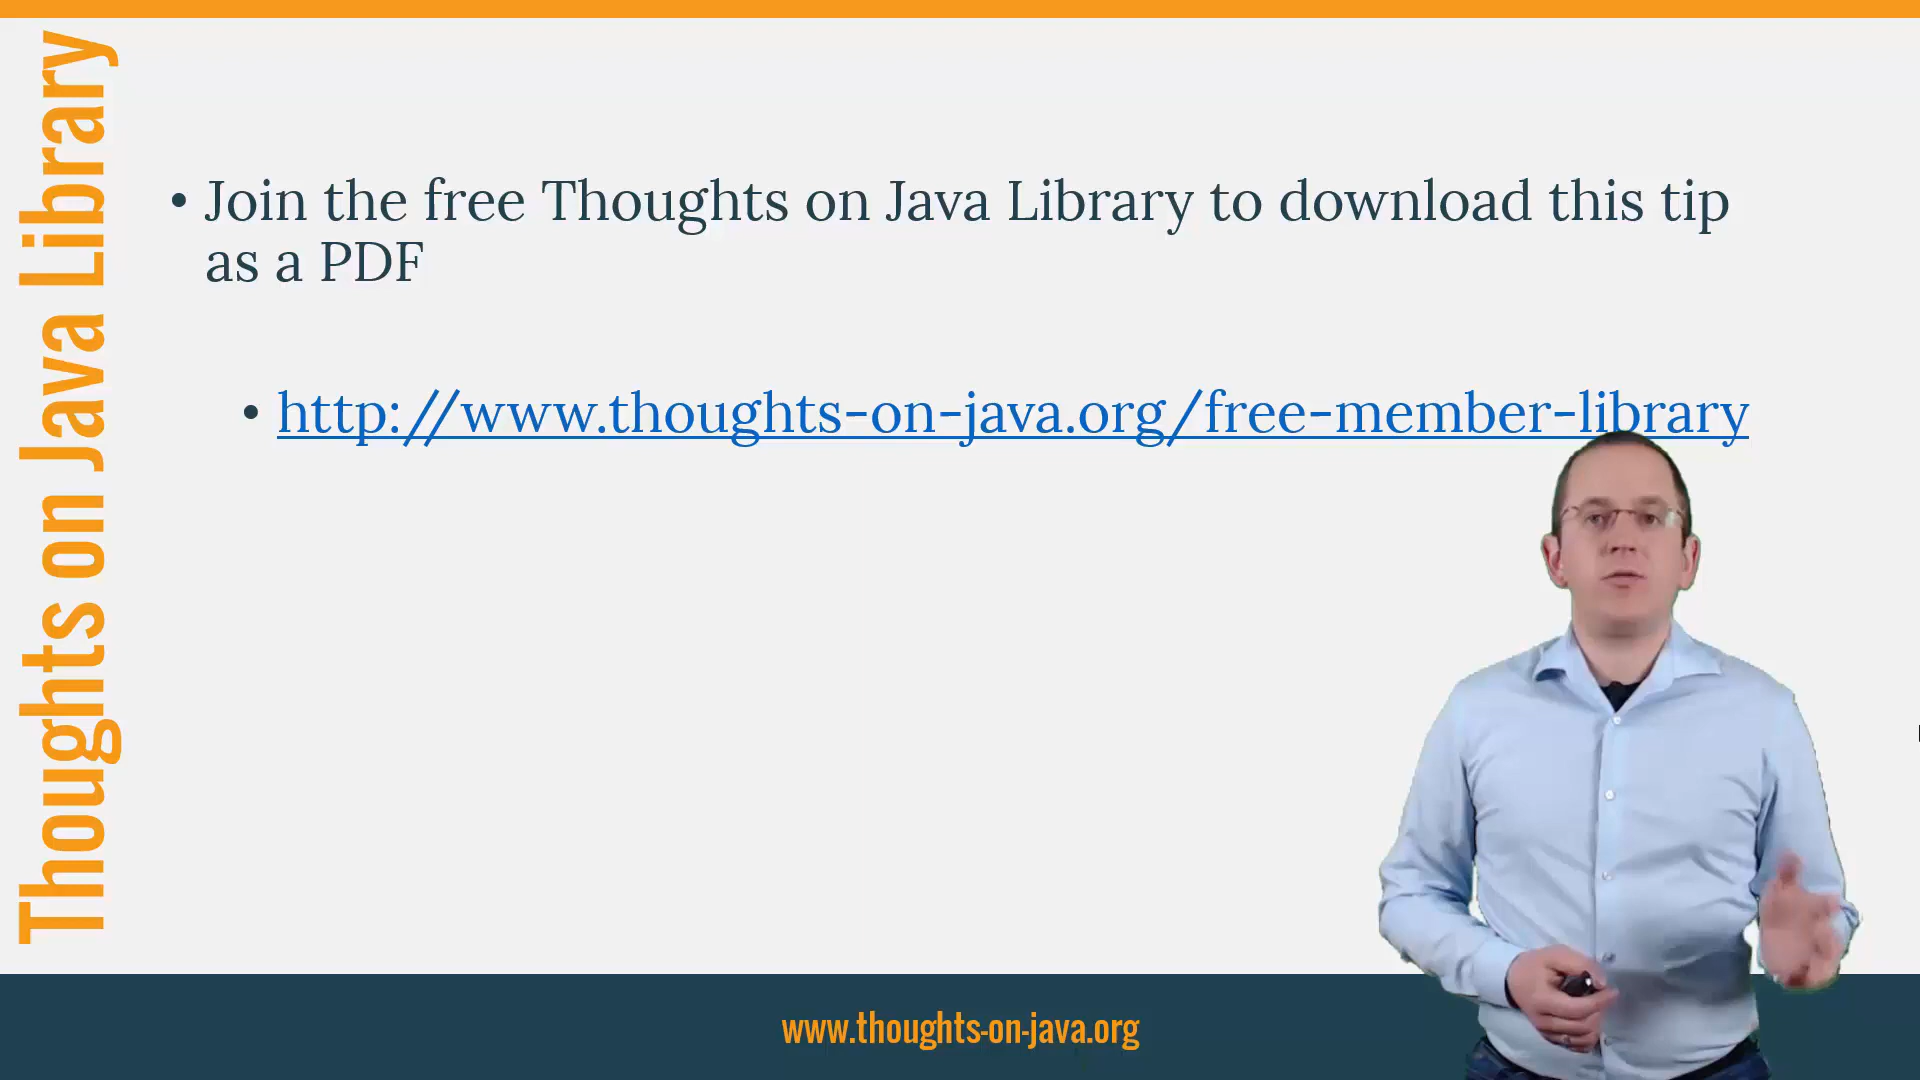 Thoughts on Java Library
• Join the free Thoughts on Java Library to download this tip
as a PDF
• http://www.thoughts-on-java.org/free-member-library
www.thoughts-on-java.org